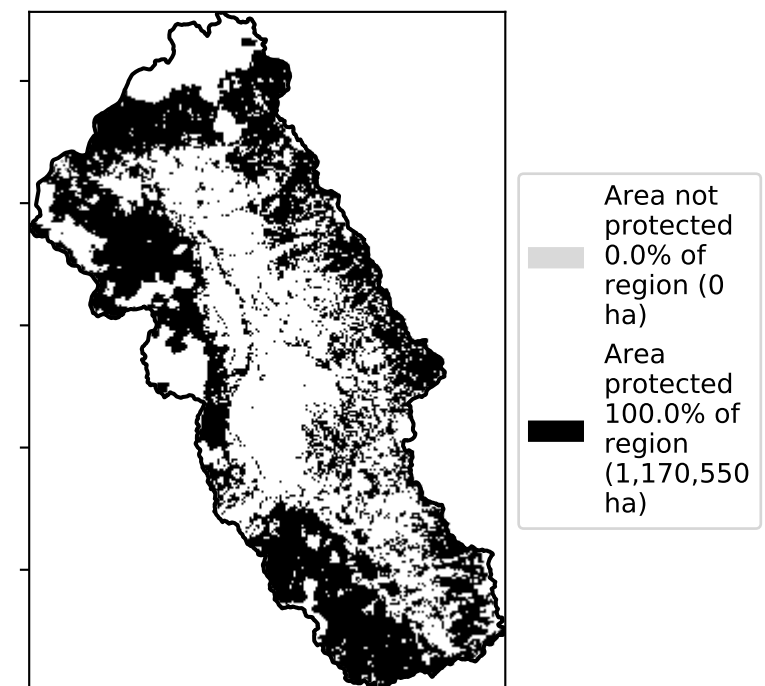 Area not
protected
0.0% of
region (0
ha)
Area
protected
100.0% of
region
(1,170,550
ha)